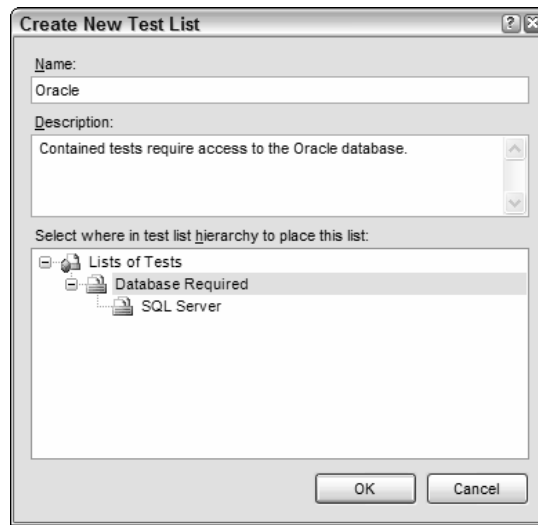 Create New Test List
Name:
Oracle
Description:
Contained tests require access to the Oracle database.
Select where in test list hierarchy to place this list:
Lists of Tests
Database Required
SQL Server
OK Cancel